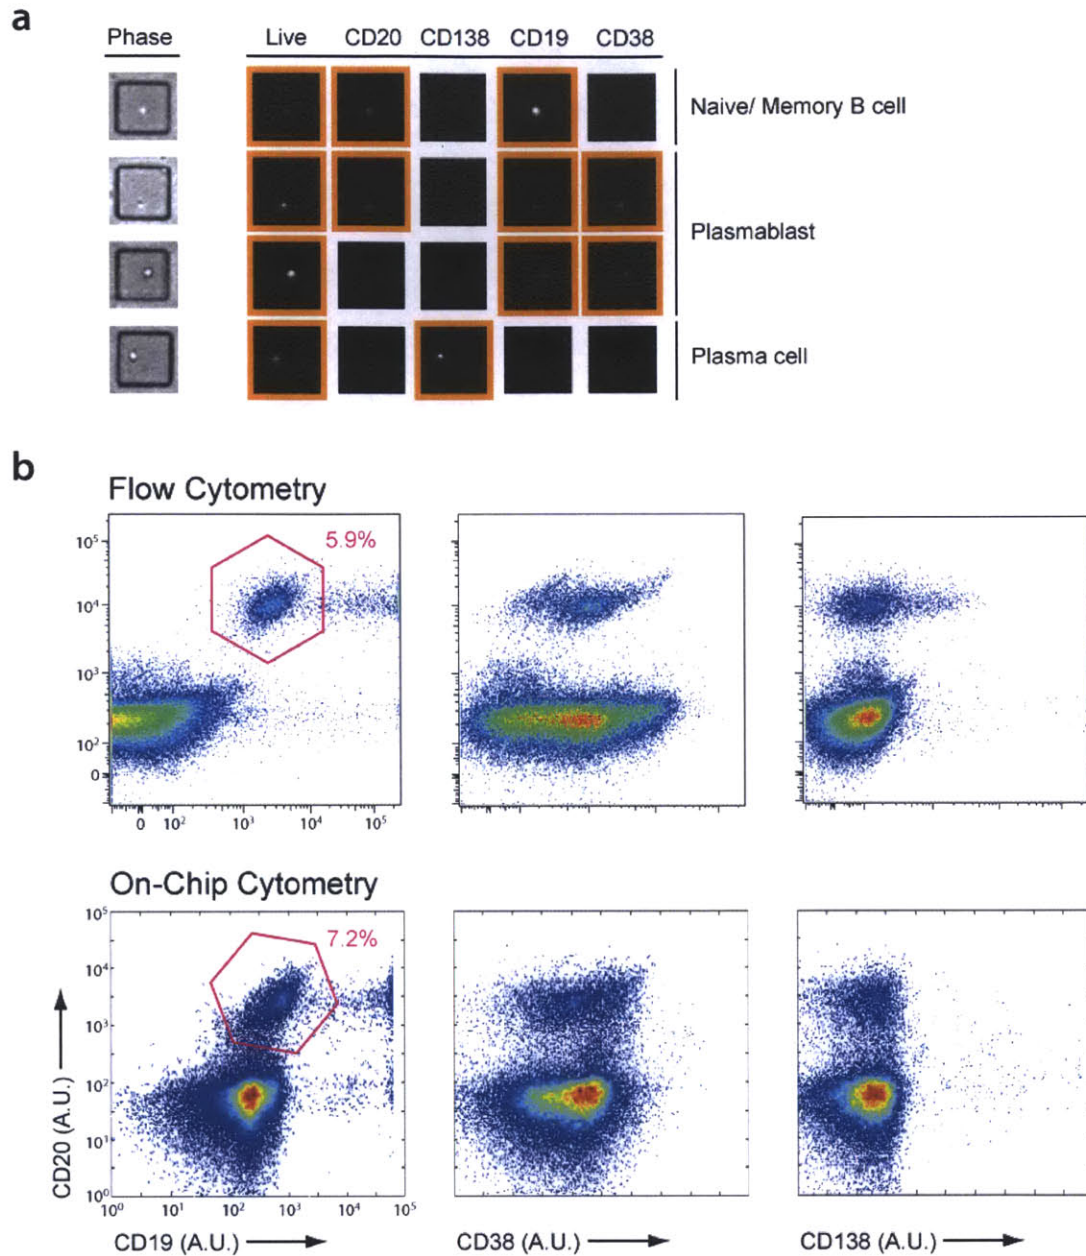 a
Phase Live CD20 CD138 CD19 CD38
Naive/ Memory B cell
Plasmablast
Plasma cell
b
Flow Cytometry
5.9%
10⁵
10⁴
10³
10²
0
0 10² 10³ 10⁴ 10⁵
On-Chip Cytometry
7.2%
10⁵
10⁴
10³
10²
10¹
10⁰
10⁰ 10¹ 10² 10³ 10⁴ 10⁵
CD20 (A.U.)
CD19 (A.U.) CD38 (A.U.) CD138 (A.U.)